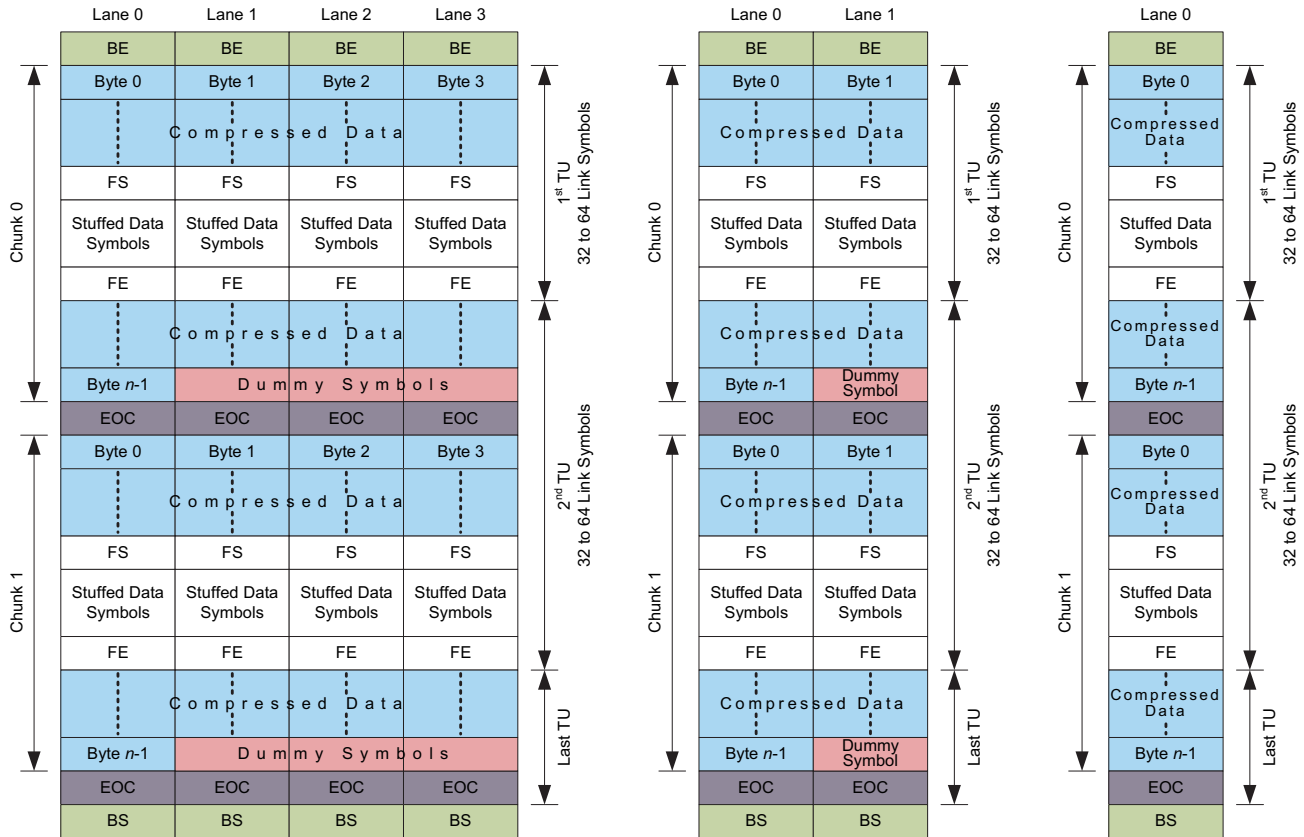 Lane 0 Lane 1 Lane 2 Lane 3 Lane 0 Lane 1 Lane 0
BE BE BE BE BE BE BE
Byte 0 Byte 1 Byte 2 Byte 3 Byte 0 Byte 1 Byte 0
Compressed Data Compressed Data Compressed
Data
FS FS FS FS FS FS FS
Stuffed Data Stuffed Data Stuffed Data Stuffed Data Stuffed Data Stuffed Data Stuffed Data
Symbols Symbols Symbols Symbols Symbols Symbols Symbols
FE FE FE FE FE FE FE
Chunk 0 Chunk 0 Chunk 0
1st TU 1st TU 1st TU
32 to 64 Link Symbols 32 to 64 Link Symbols 32 to 64 Link Symbols
Compressed Data Compressed Data Compressed
Data
Byte n-1 Dummy Symbols Byte n-1 Dummy Byte n-1
Symbol
EOC EOC EOC EOC EOC EOC EOC
Byte 0 Byte 1 Byte 2 Byte 3 Byte 0 Byte 1 Byte 0
Compressed Data Compressed Data Compressed
Data
2nd TU 2nd TU 2nd TU
32 to 64 Link Symbols 32 to 64 Link Symbols 32 to 64 Link Symbols
FS FS FS FS FS FS FS
Stuffed Data Stuffed Data Stuffed Data Stuffed Data Stuffed Data Stuffed Data Stuffed Data
Symbols Symbols Symbols Symbols Symbols Symbols Symbols
Chunk 1 Chunk 1 Chunk 1
FE FE FE FE FE FE FE
Compressed Data Compressed Data Compressed
Data
Last TU Last TU Last TU
Byte n-1 Dummy Symbols Byte n-1 Dummy Byte n-1
Symbol
EOC EOC EOC EOC EOC EOC EOC
BS BS BS BS BS BS BS